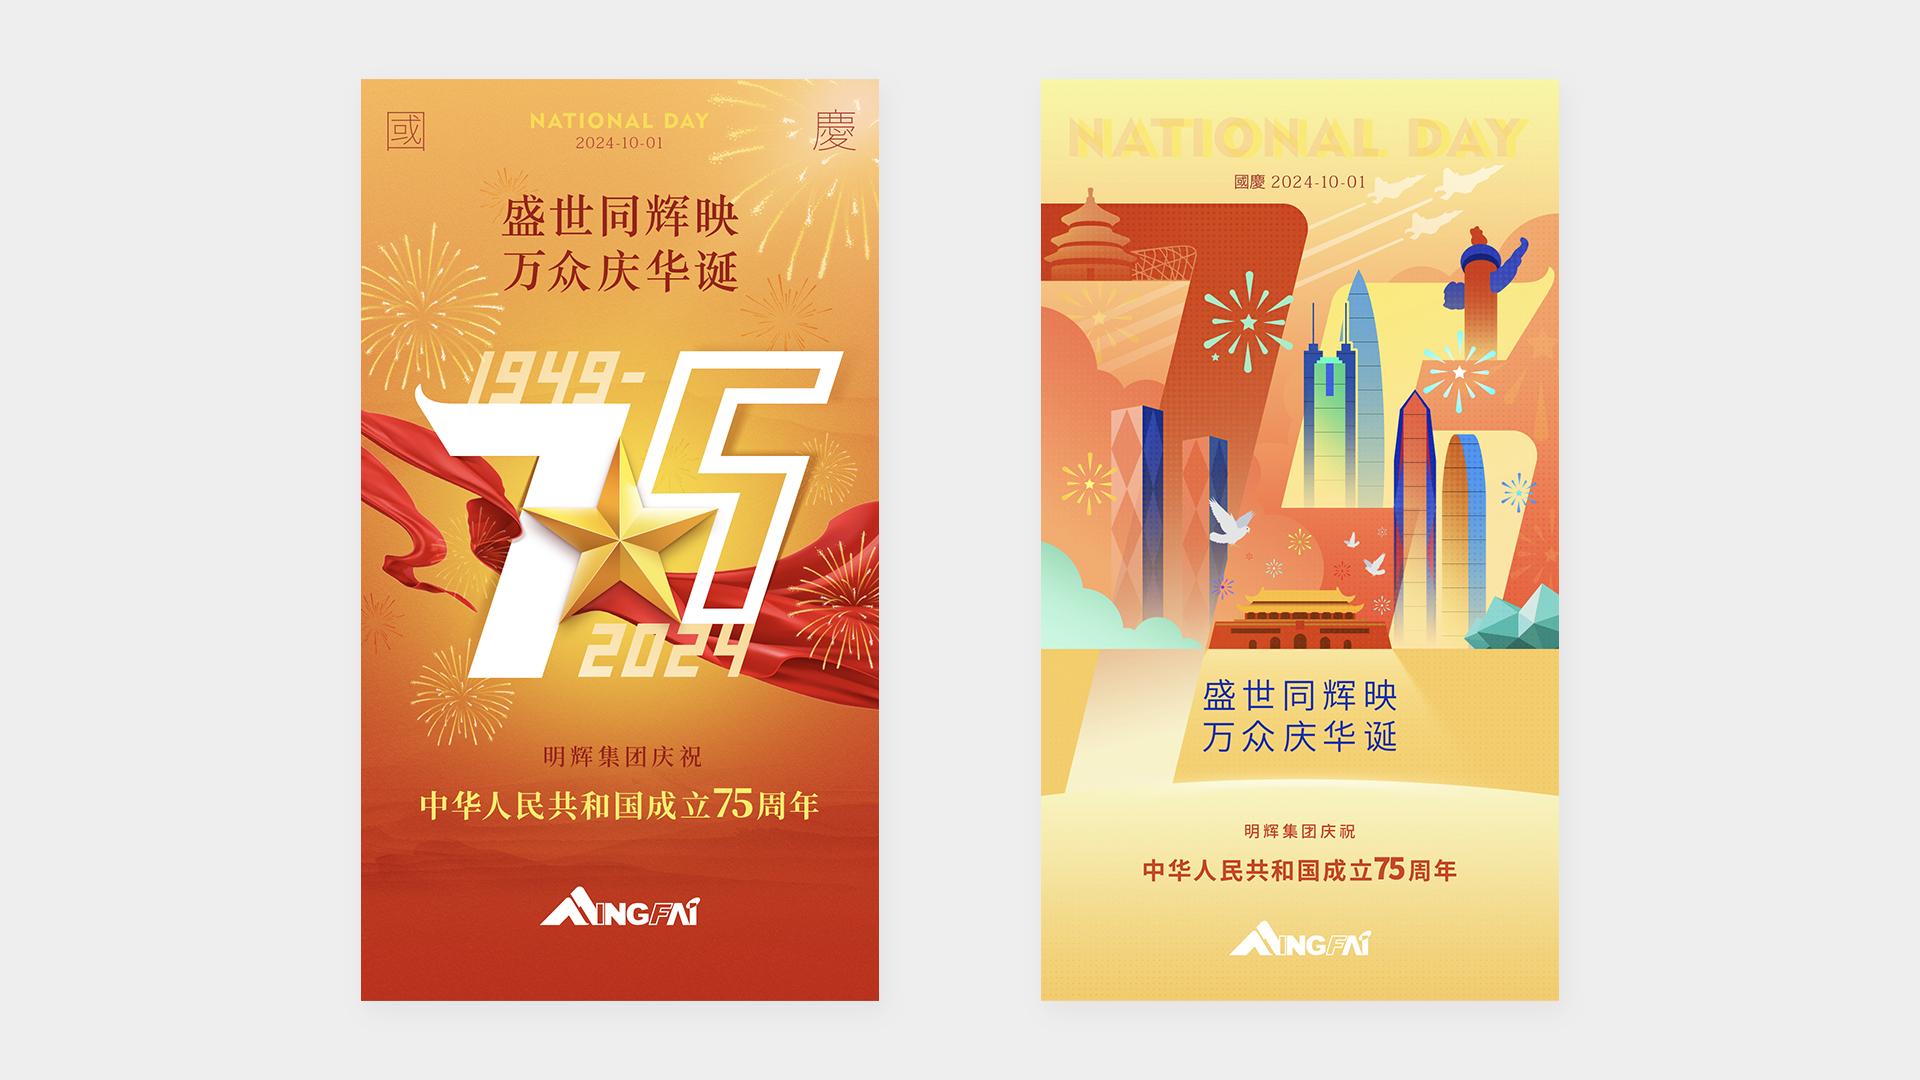 國 NATIONAL DAY 慶
2024-10-01
盛世同辉映
万众庆华诞
1949-
75
2024
明辉集团庆祝
中华人民共和国成立75周年
MINGFAI
NATIONAL DAY
國慶 2024-10-01
75
盛世同辉映
万众庆华诞
明辉集团庆祝
中华人民共和国成立75周年
MINGFAI